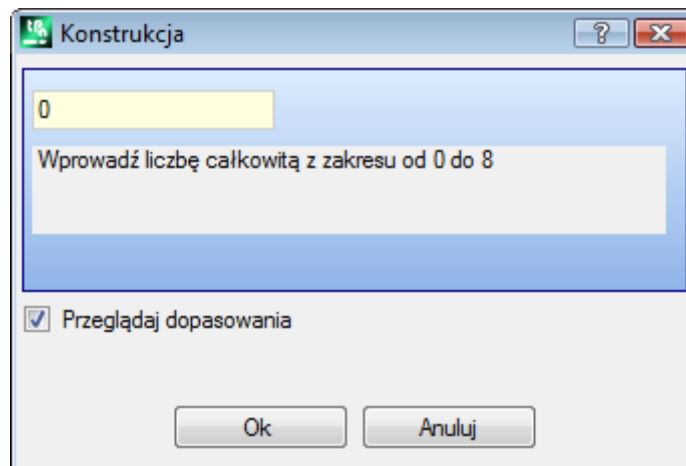 Konstrukcja
0
Wprowadź liczbę całkowitą z zakresu od 0 do 8
Przeglądaj dopasowania
Ok Anuluj